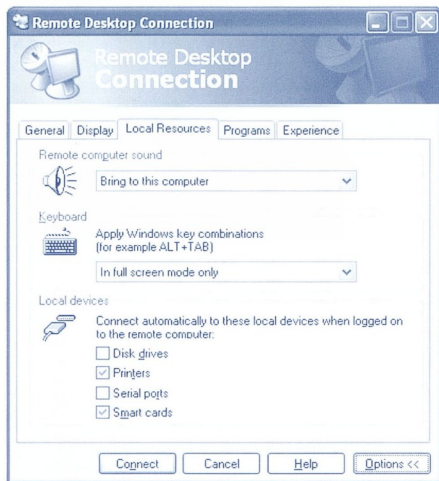 Remote Desktop Connection
Remote Desktop
Connection
General Display Local Resources Programs Experience
Remote computer sound
Bring to this computer
Keyboard
Apply Windows key combinations
(for example ALT+TAB)
In full screen mode only
Local devices
Connect automatically to these local devices when logged on
to the remote computer:
Disk drives
Printers
Serial ports
Smart cards
Connect Cancel Help Options <<